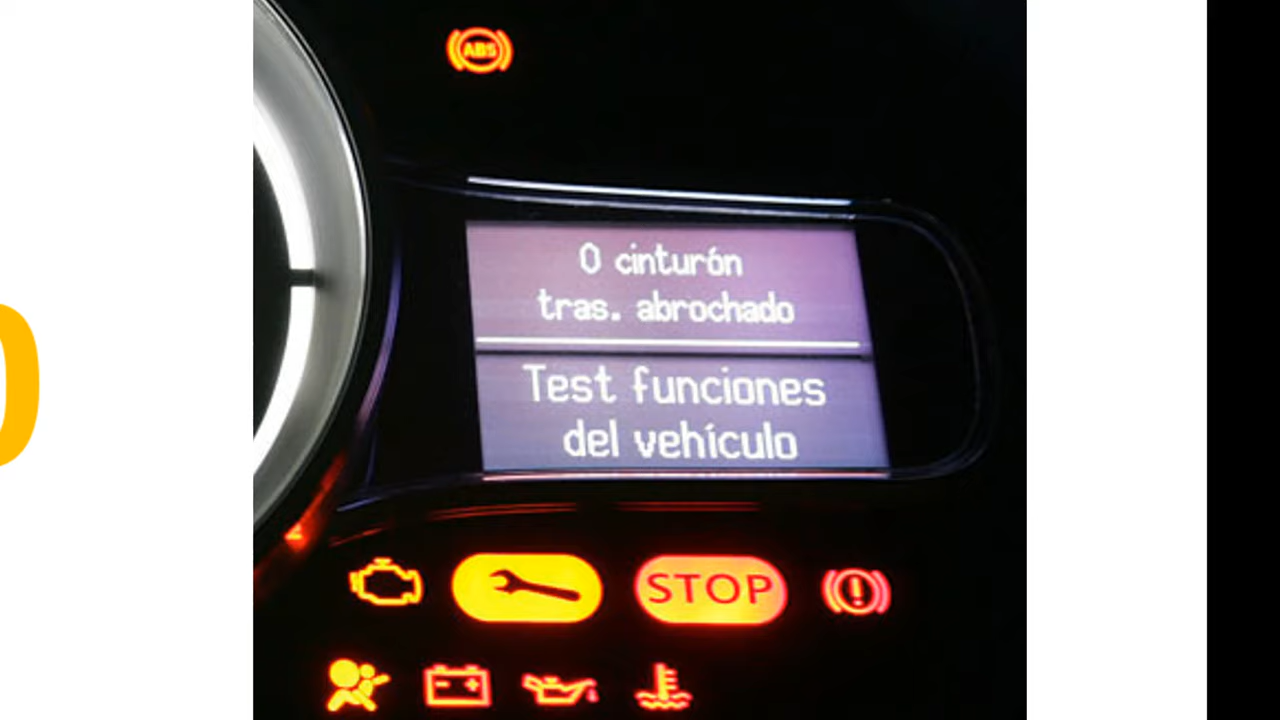 ABS
0 cinturón
tras. abrochado
Test funciones
del vehículo
STOP